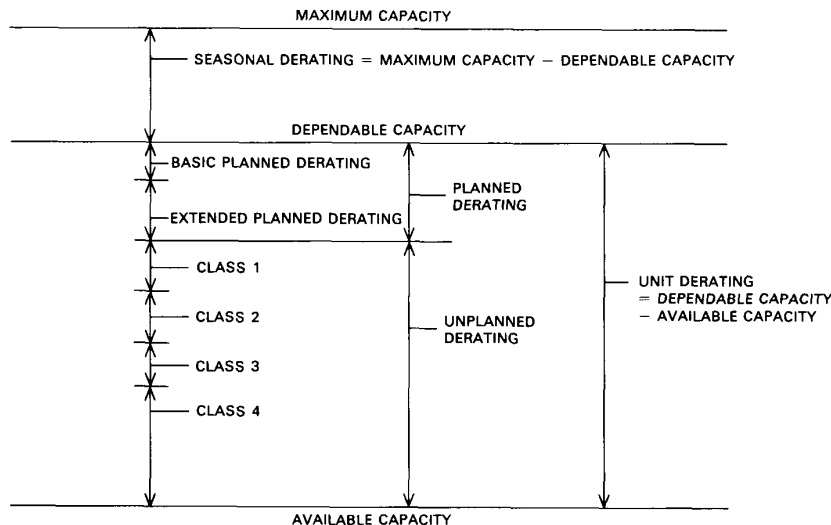 MAXIMUM CAPACITY
SEASONAL DERATING = MAXIMUM CAPACITY − DEPENDABLE CAPACITY
DEPENDABLE CAPACITY
BASIC PLANNED DERATING
PLANNED
DERATING
EXTENDED PLANNED DERATING
CLASS 1
UNIT DERATING
= DEPENDABLE CAPACITY
− AVAILABLE CAPACITY
CLASS 2
UNPLANNED
DERATING
CLASS 3
CLASS 4
AVAILABLE CAPACITY